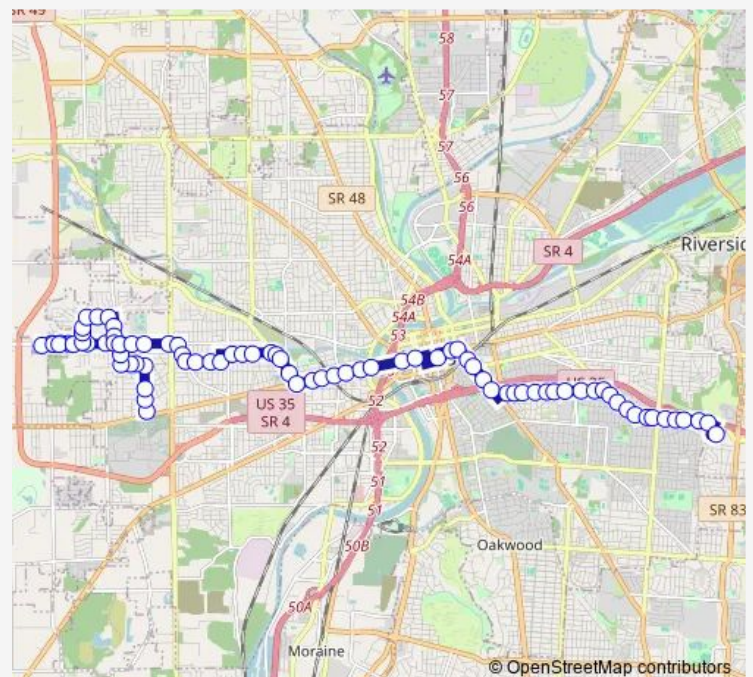 SR 49
58
57
57
56
56
SR 48
SR 4
Riversid
54A
54B
54A
53
US 35
52
US 35
SR 4
52
51
51
SR 83
50B
Oakwood
50A
Moraine
© OpenStreetMap contributors